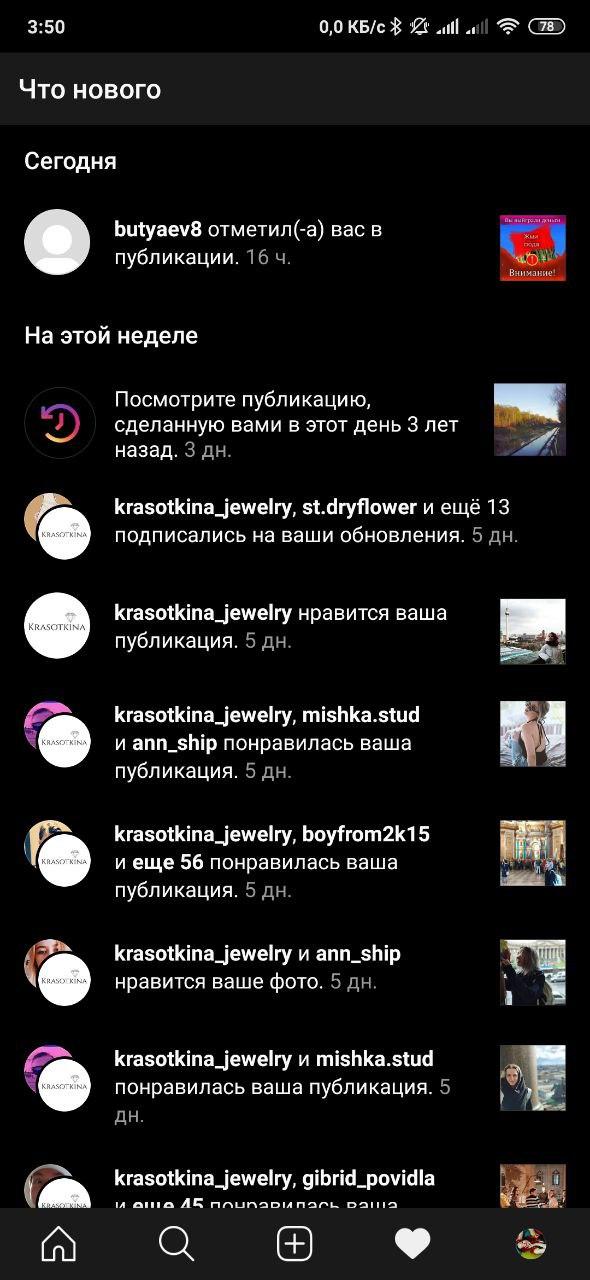 3:50
0,0 КБ/с
78
Что нового
Сегодня
butyaev8 отметил(-а) вас в
публикации. 16 ч.
Вы выиграли деньги
Жми
сюда
Внимание!
На этой неделе
Посмотрите публикацию,
сделанную вами в этот день 3 лет
назад. 3 дн.
krasotkina_jewelry, st.dryflower и ещё 13
подписались на ваши обновления. 5 дн.
KRASOTKINA
krasotkina_jewelry нравится ваша
публикация. 5 дн.
KRASOTKINA
krasotkina_jewelry, mishka.stud
и ann_ship понравилась ваша
публикация. 5 дн.
KRASOTKINA
krasotkina_jewelry, boyfrom2k15
и еще 56 понравилась ваша
публикация. 5 дн.
KRASOTKINA
krasotkina_jewelry и ann_ship
нравится ваше фото. 5 дн.
KRASOTKINA
krasotkina_jewelry и mishka.stud
понравилась ваша публикация. 5
дн.
KRASOTKINA
krasotkina_jewelry, gibrid_povidla
и еще 45 понравилась ваша
KRASOTKINA